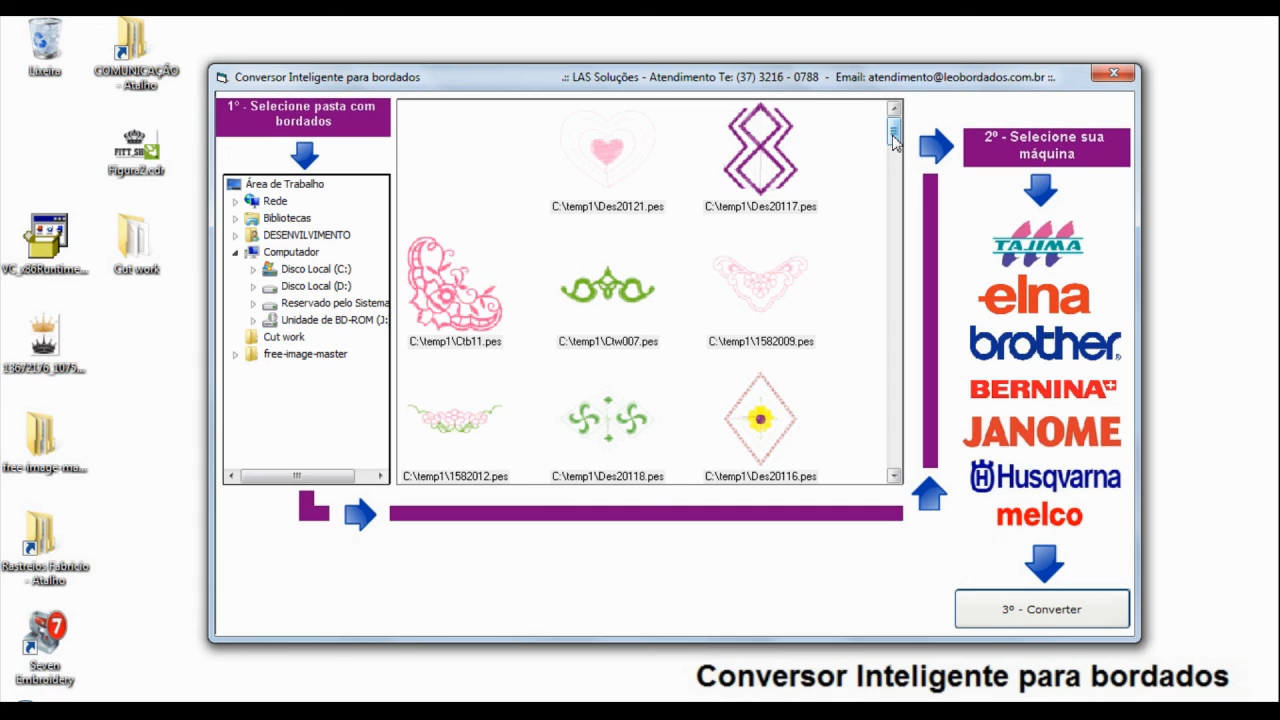 Lixeira
COMUNICAÇÃO
- Atalho
FITT_SH
Figura2.cdr
VC_x86Runtime...
Cut work
13672176_1075...
free-image-ma...
Rastreios Fabricio
- Atalho
7
Seven
Embroidery
Conversor Inteligente para bordados
.:: LAS Soluções - Atendimento Te: (37) 3216 - 0788 - Email: atendimento@leobordados.com.br ::.
1º - Selecione pasta com
bordados
Área de Trabalho
Rede
Bibliotecas
DESENVILVIMENTO
Computador
Disco Local (C:)
Disco Local (D:)
Reservado pelo Sistema
Unidade de BD-ROM (J:
Cut work
free-image-master
C:\temp1\Des20121.pes
C:\temp1\Des20117.pes
C:\temp1\Ctb11.pes
C:\temp1\Ctw007.pes
C:\temp1\1582009.pes
C:\temp1\1582012.pes
C:\temp1\Des20118.pes
C:\temp1\Des20116.pes
2º - Selecione sua
máquina
TAJIMA
elna
brother®
BERNINA
JANOME
Husqvarna
melco
3º - Converter
Conversor Inteligente para bordados